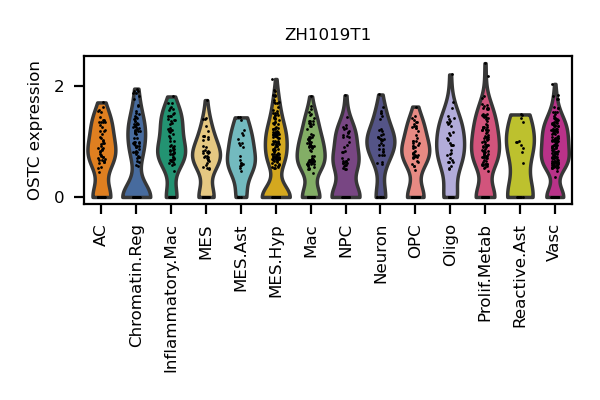 ZH1019T1
OSTC expression
2
0
AC
Chromatin.Reg
Inflammatory.Mac
MES
MES.Ast
MES.Hyp
Mac
NPC
Neuron
OPC
Oligo
Prolif.Metab
Reactive.Ast
Vasc